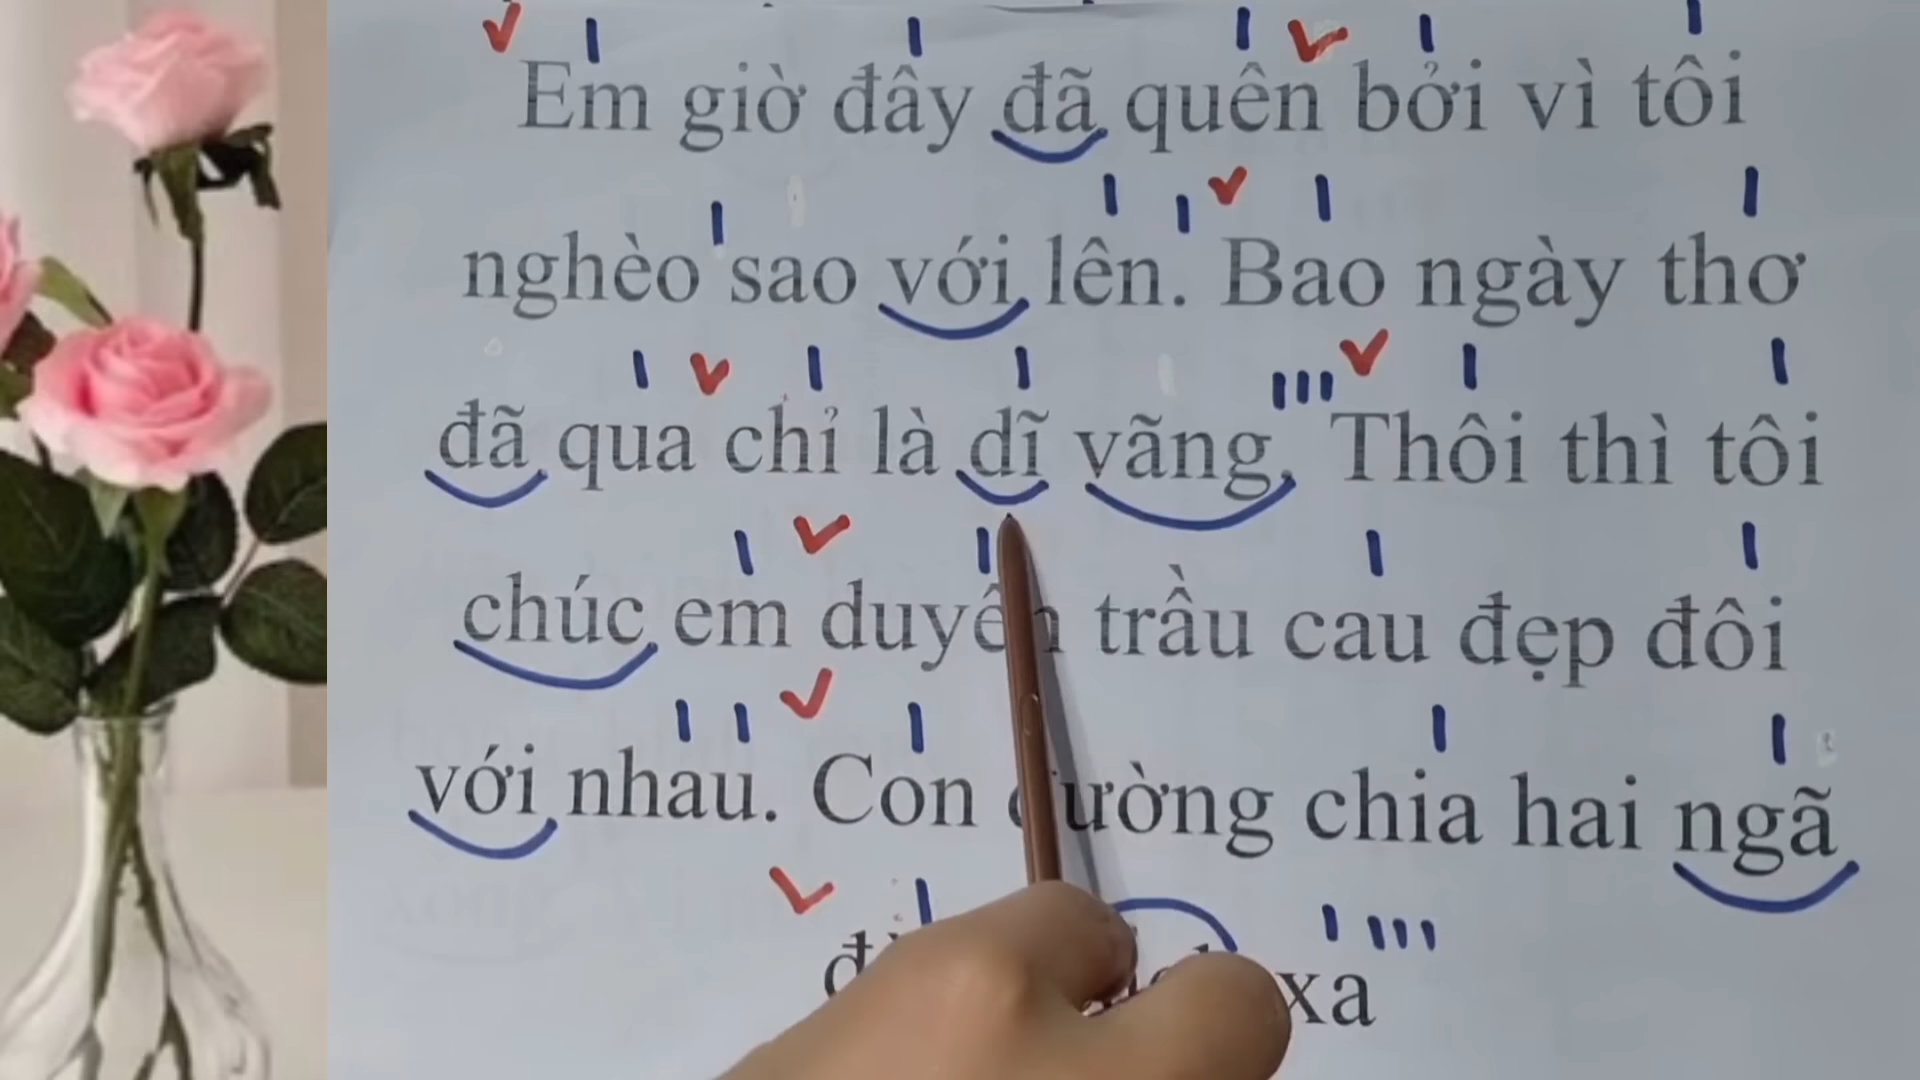 Em giờ đây đã quên bởi vì tôi
nghèo sao với lên. Bao ngày thơ
đã qua chỉ là dĩ vãng, Thôi thì tôi
chúc em duyên trầu cau đẹp đôi
với nhau. Con đường chia hai ngã
xa